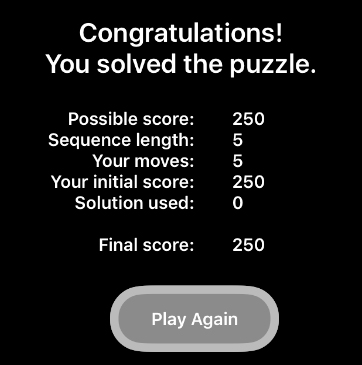 Congratulations!
You solved the puzzle.
Possible score: 250
Sequence length: 5
Your moves: 5
Your initial score: 250
Solution used: 0
Final score: 250
Play Again